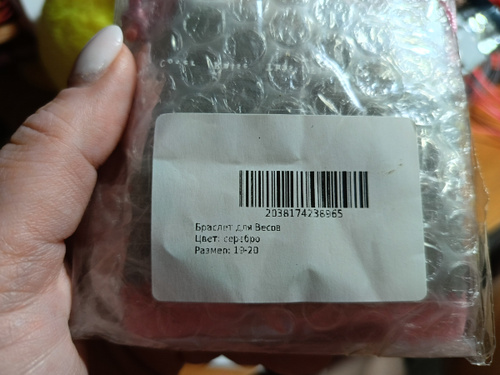 2038174236965
Браслет для Весов
Цвет: серебро
Размер: 19-20